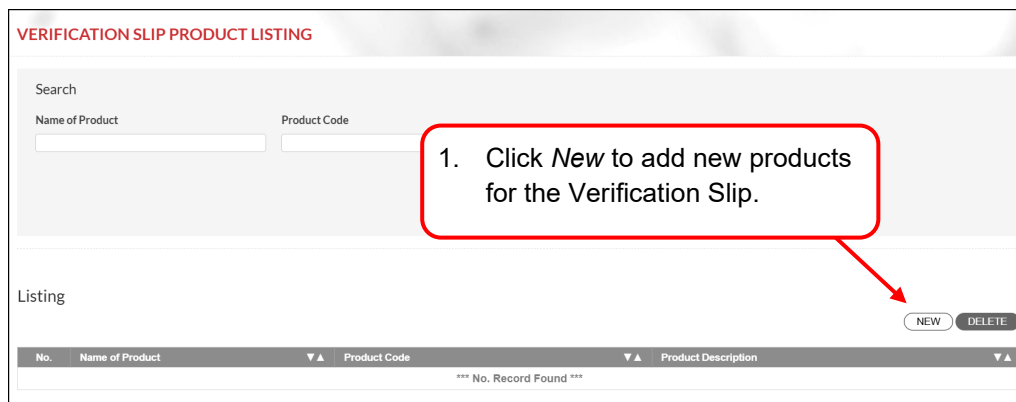 VERIFICATION SLIP PRODUCT LISTING
Search
Name of Product Product Code
1. Click New to add new products
for the Verification Slip.
Listing
NEW DELETE
No. Name of Product ▼▲ Product Code ▼▲ Product Description ▼▲
*** No. Record Found ***